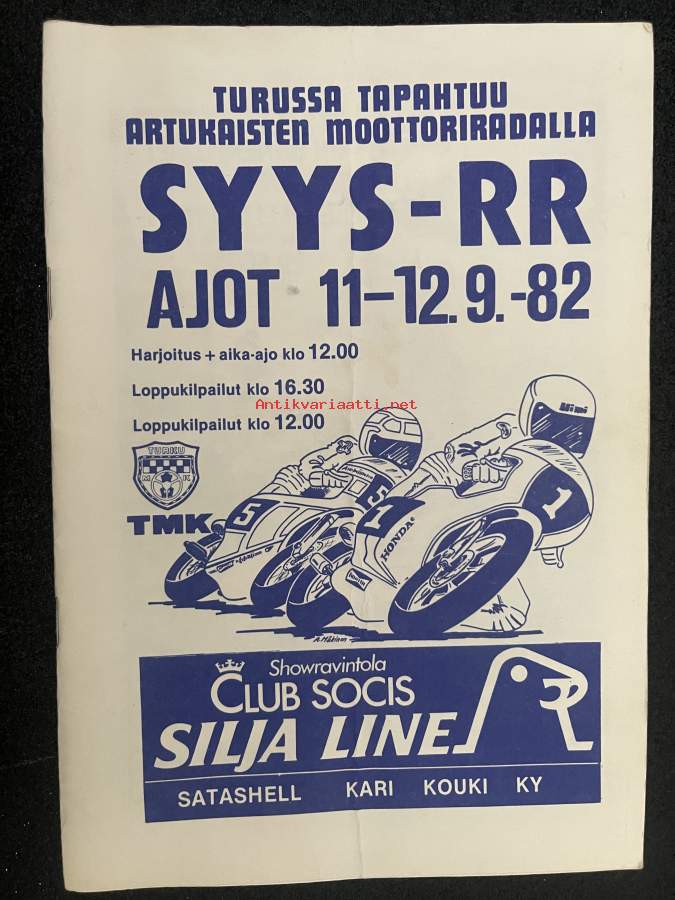 TURUSSA TAPAHTUU
ARTUKAISTEN MOOTTORIRADALLA
SYYS-RR
AJOT 11-12.9.-82
Harjoitus + aika-ajo klo 12.00
Loppukilpailut klo 16.30
Antikvariaatti.net
Loppukilpailut klo 12.00
TURKU
M K
TMK
5
5
1
HONDA
1
Showravintola
CLUB SOCIS
SILJA LINE
SATASHELL KARI KOUKI KY